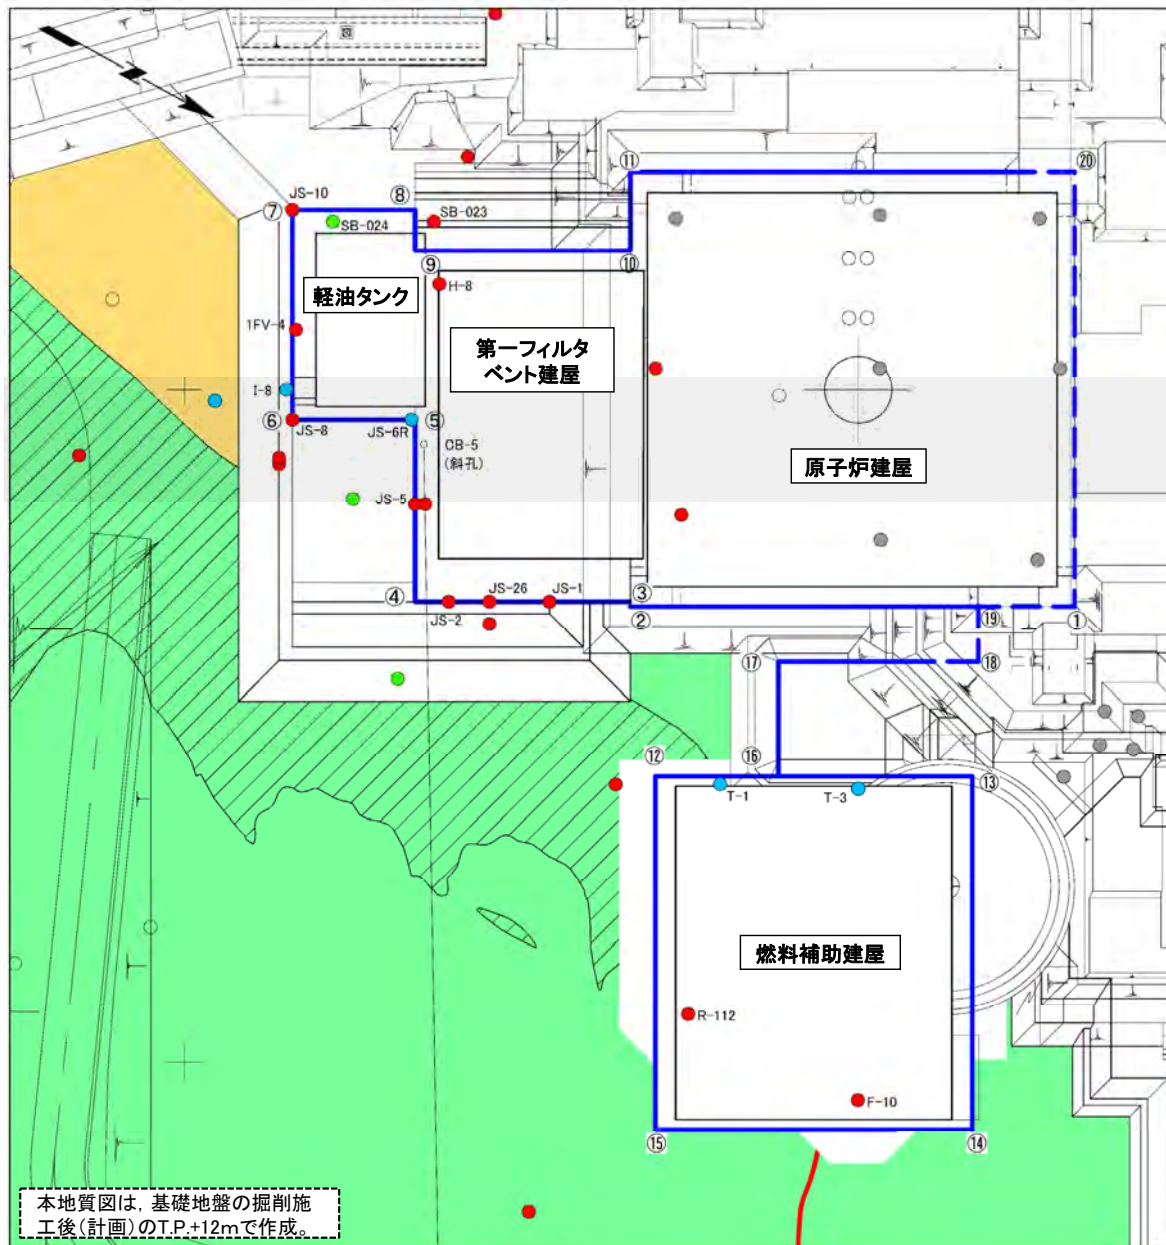 ⑪
⑳
JS-10
⑧
⑦
SB-024
SB-023
⑨
⑩
H-8
軽油タンク
1FV-4
第一フィルタ
ベント建屋
I-8
⑥
JS-8
JS-6R
⑤
CB-5
(斜孔)
原子炉建屋
JS-5
④
JS-26
JS-1
③
JS-2
②
⑲
①
⑰
⑱
⑫
⑯
⑬
T-1
T-3
燃料補助建屋
R-112
F-10
⑮
⑭
本地質図は，基礎地盤の掘削施
工後(計画)のT.P.+12mで作成。